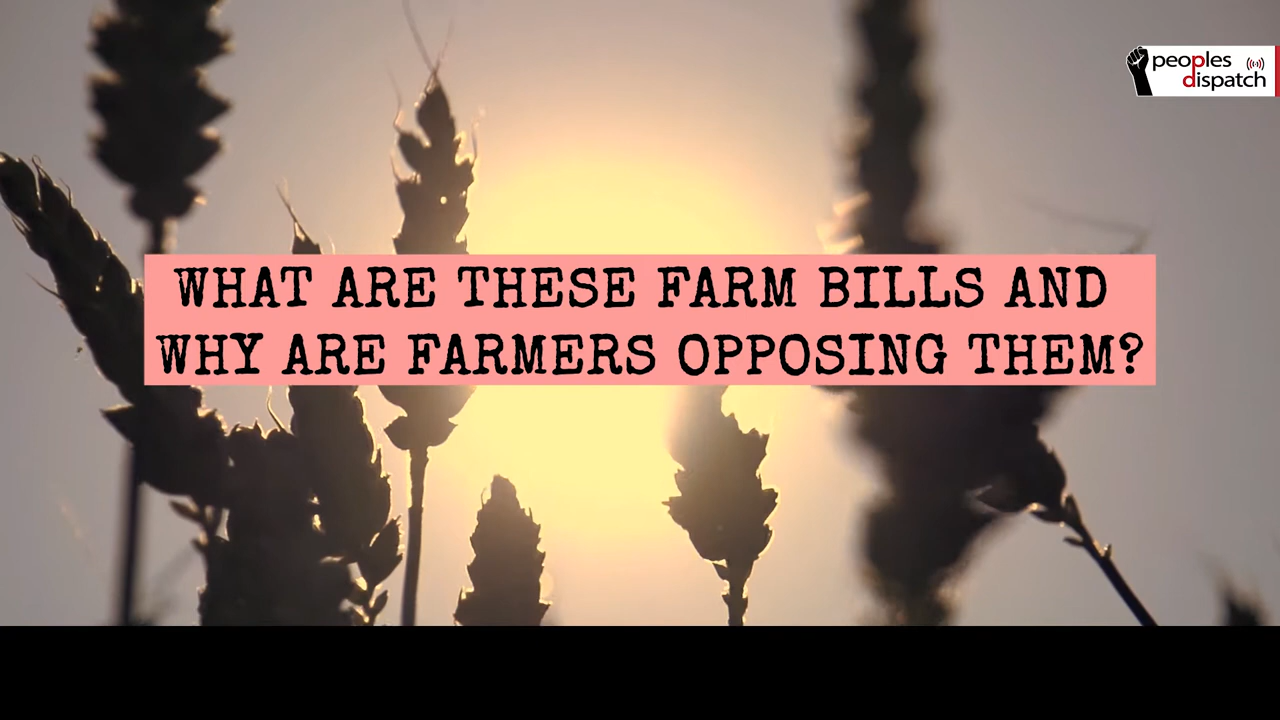 peoples
dispatch
WHAT ARE THESE FARM BILLS AND
WHY ARE FARMERS OPPOSING THEM?